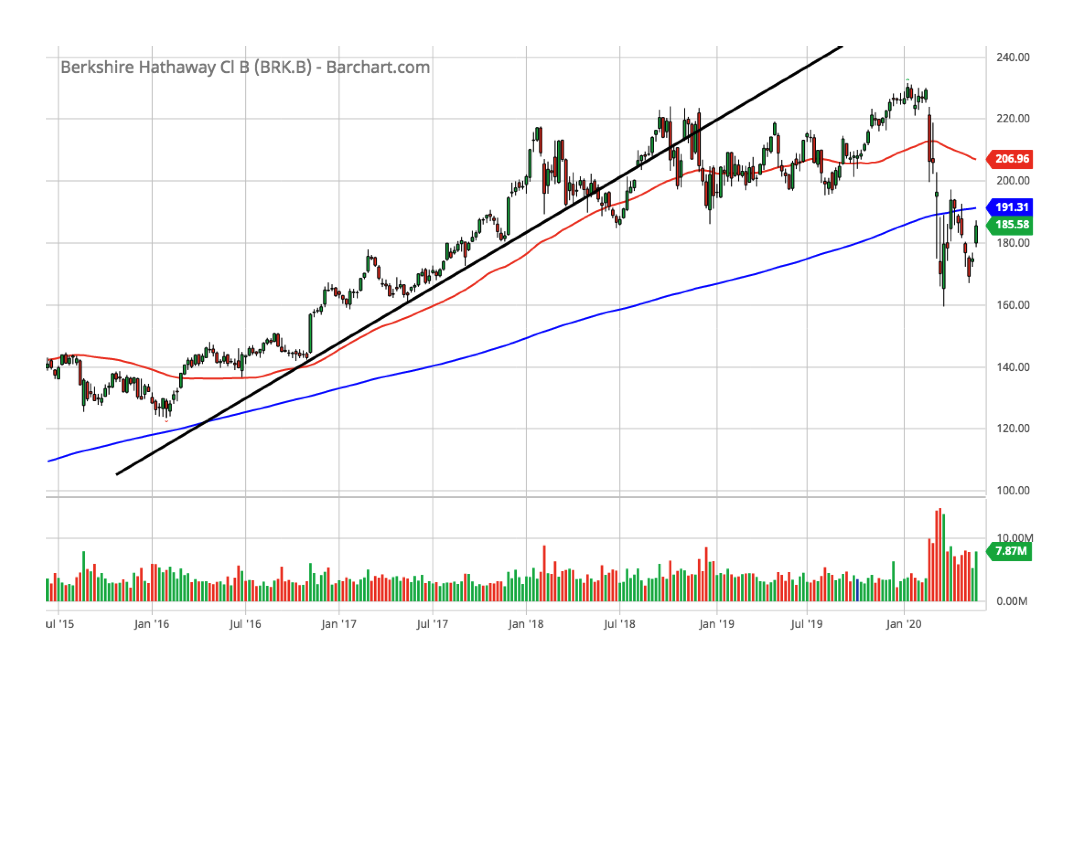 Berkshire Hathaway Cl B (BRK.B) - Barchart.com
240.00
220.00
206.96
200.00
191.31
185.58
180.00
160.00
140.00
120.00
100.00
10.00M
7.87M
0.00M
ul '15 Jan '16 Jul '16 Jan '17 Jul '17 Jan '18 Jul '18 Jan '19 Jul '19 Jan '20